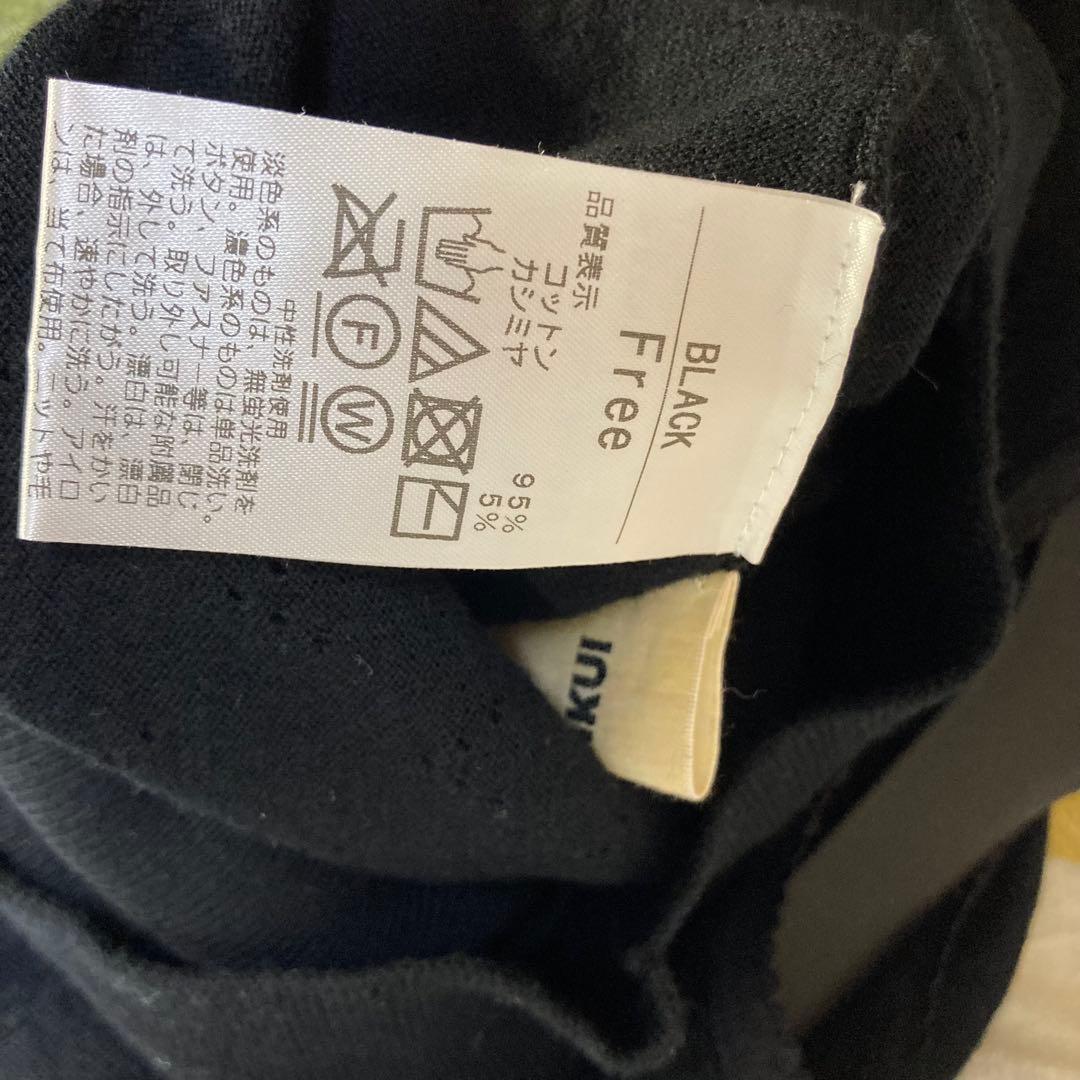 BLACK
Free
品質表示
コットン 95%
カシミヤ 5%
F
W
中性洗剤使用
淡色系のものは、無蛍光洗剤を
使用。濃色系のものは単品洗い。
ボタン、ファスナー等は、閉じ
て洗う。取り外し可能な附属品
は、外して洗う。漂白は、漂白
剤の指示にしたがう。汗をかい
た場合、速やかに洗う。アイロ
ンは、当て布使用。ニットや毛
KUI